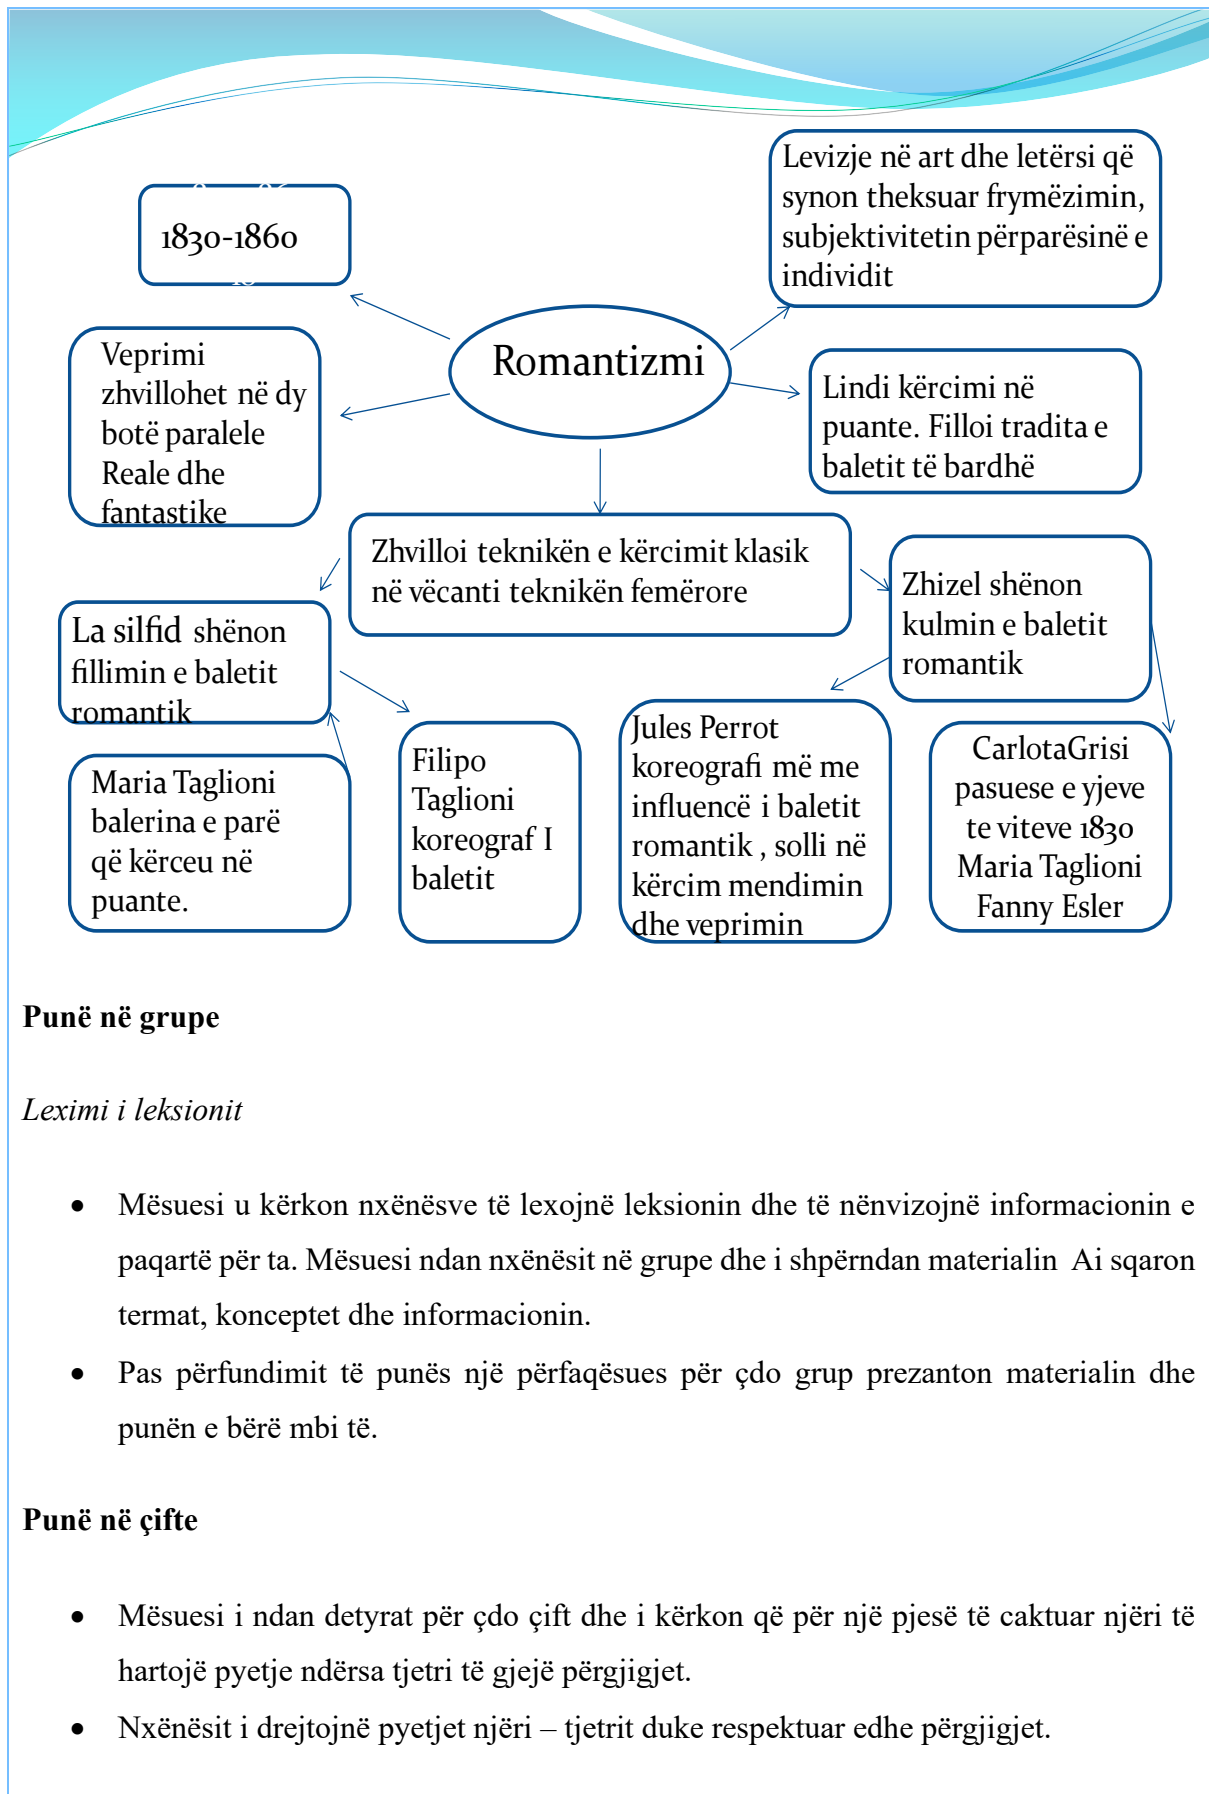 1830-1860
Levizje në art dhe letërsi që
synon theksuar frymëzimin,
subjektivitetin përparësinë e
individit
Romantizmi
Veprimi
zhvillohet në dy
botë paralele
Reale dhe
fantastike
Lindi kërcimi në
puante. Filloi tradita e
baletit të bardhë
Zhvilloi teknikën e kërcimit klasik
në vëcanti teknikën femërore
Zhizel shënon
kulmin e baletit
romantik
La silfid shënon
fillimin e baletit
romantik
Maria Taglioni
balerina e parë
që kërceu në
puante.
Filipo
Taglioni
koreograf I
baletit
Jules Perrot
koreografi më me
influencë i baletit
romantik , solli në
kërcim mendimin
dhe veprimin
CarlotaGrisi
pasuese e yjeve
te viteve 1830
Maria Taglioni
Fanny Esler
Punë në grupe
Leximi i leksionit
• Mësuesi u kërkon nxënësve të lexojnë leksionin dhe të nënvizojnë informacionin e
paqartë për ta. Mësuesi ndan nxënësit në grupe dhe i shpërndan materialin Ai sqaron
termat, konceptet dhe informacionin.
• Pas përfundimit të punës një përfaqësues për çdo grup prezanton materialin dhe
punën e bërë mbi të.
Punë në çifte
• Mësuesi i ndan detyrat për çdo çift dhe i kërkon që për një pjesë të caktuar njëri të
hartojë pyetje ndërsa tjetri të gjejë përgjigjet.
• Nxënësit i drejtojnë pyetjet njëri – tjetrit duke respektuar edhe përgjigjet.